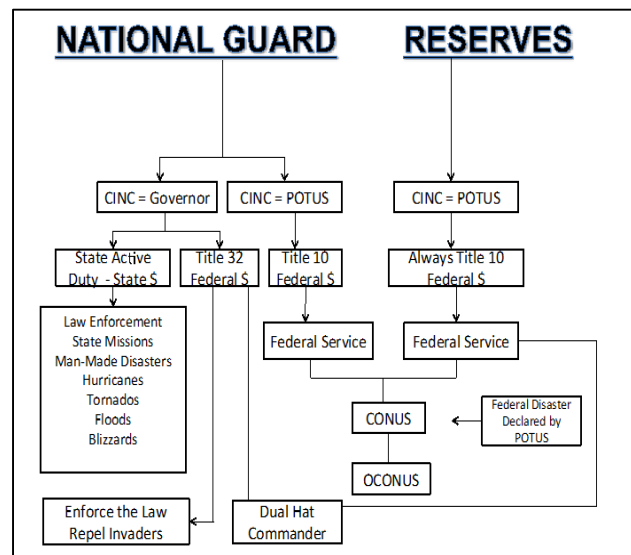 NATIONAL GUARD
RESERVES
CINC = Governor
CINC = POTUS
CINC = POTUS
State Active
Duty - State $
Title 32
Federal $
Title 10
Federal $
Always Title 10
Federal $
Law Enforcement
State Missions
Man-Made Disasters
Hurricanes
Tornados
Floods
Blizzards
Federal Service
Federal Service
CONUS
Federal Disaster
Declared by
POTUS
OCONUS
Enforce the Law
Repel Invaders
Dual Hat
Commander